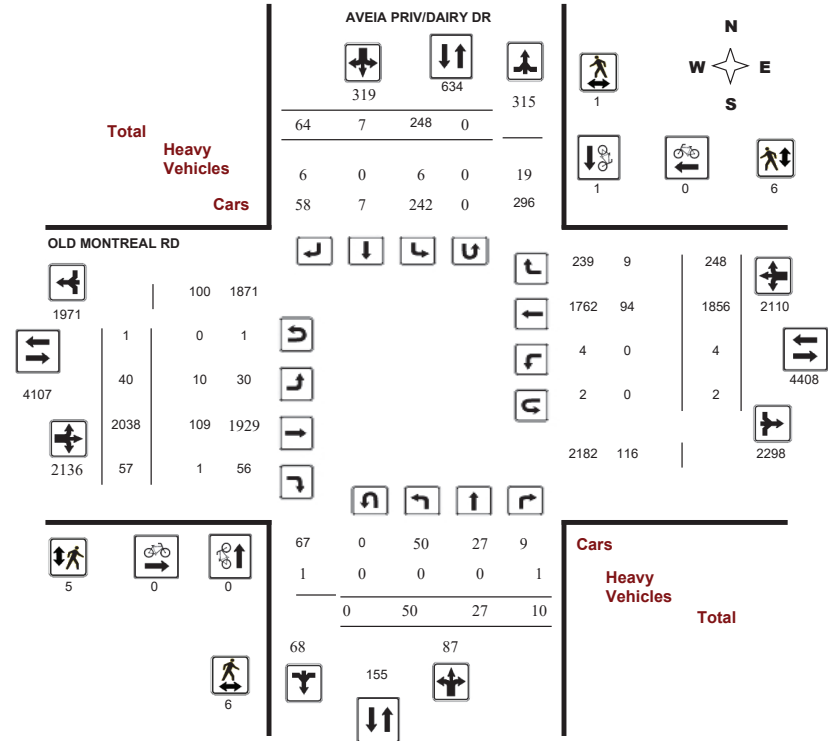 AVEIA PRIV/DAIRY DR
N
W E
S
319 634 315 1
64 7 248 0
Total
Heavy
Vehicles
Cars
6 0 6 0 19
58 7 242 0 296
1 0 6
OLD MONTREAL RD
100 1871
1971
1 0 1
4107
40 10 30
2038 109 1929
2136 57 1 56
239 9 248
1762 94 1856 2110
4 0 4
4408
2 0 2
2182 116 2298
67 0 50 27 9
1 0 0 0 1
0 50 27 10
5 0 0
Cars
Heavy
Vehicles
Total
68 155 87
6